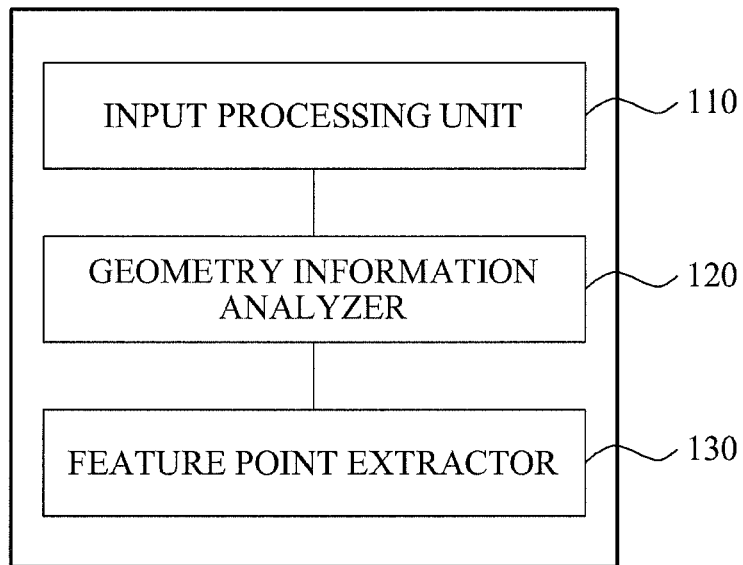 INPUT PROCESSING UNIT
110
GEOMETRY INFORMATION
ANALYZER
120
FEATURE POINT EXTRACTOR
130